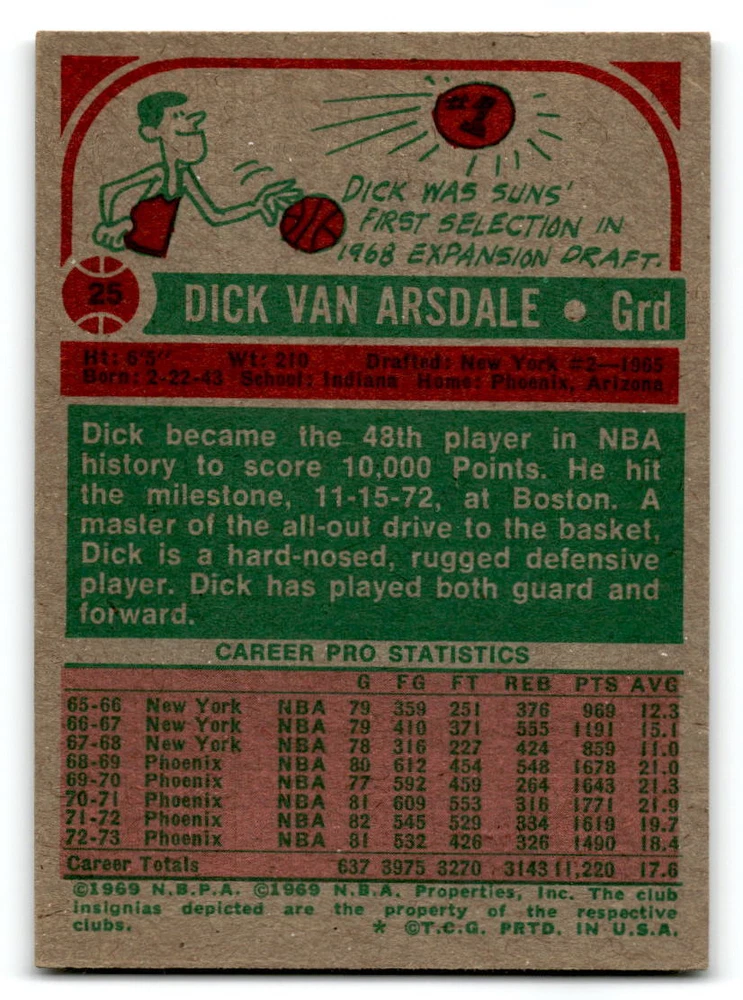 #1
DICK WAS SUNS'
FIRST SELECTION IN
1968 EXPANSION DRAFT.
25 DICK VAN ARSDALE • Grd
Ht: 6'5" Wt: 210 Drafted: New York #2—1965
Born: 2-22-43 School: Indiana Home: Phoenix, Arizona
Dick became the 48th player in NBA
history to score 10,000 Points. He hit
the milestone, 11-15-72, at Boston. A
master of the all-out drive to the basket,
Dick is a hard-nosed, rugged defensive
player. Dick has played both guard and
forward.
CAREER PRO STATISTICS
G FG FT REB PTS AVG
65-66 New York NBA 79 359 251 376 969 12.3
66-67 New York NBA 79 410 371 555 1191 15.1
67-68 New York NBA 78 316 227 424 859 11.0
68-69 Phoenix NBA 80 612 454 548 1678 21.0
69-70 Phoenix NBA 77 592 459 264 1643 21.3
70-71 Phoenix NBA 81 609 553 316 1771 21.9
71-72 Phoenix NBA 82 545 529 334 1619 19.7
72-73 Phoenix NBA 81 532 426 326 1490 18.4
Career Totals 637 3975 3270 3143 11,220 17.6
©1969 N.B.P.A. ©1969 N.B.A. Properties, Inc. The club
insignias depicted are the property of the respective
clubs. * ©T.C.G. PRTD. IN U.S.A.